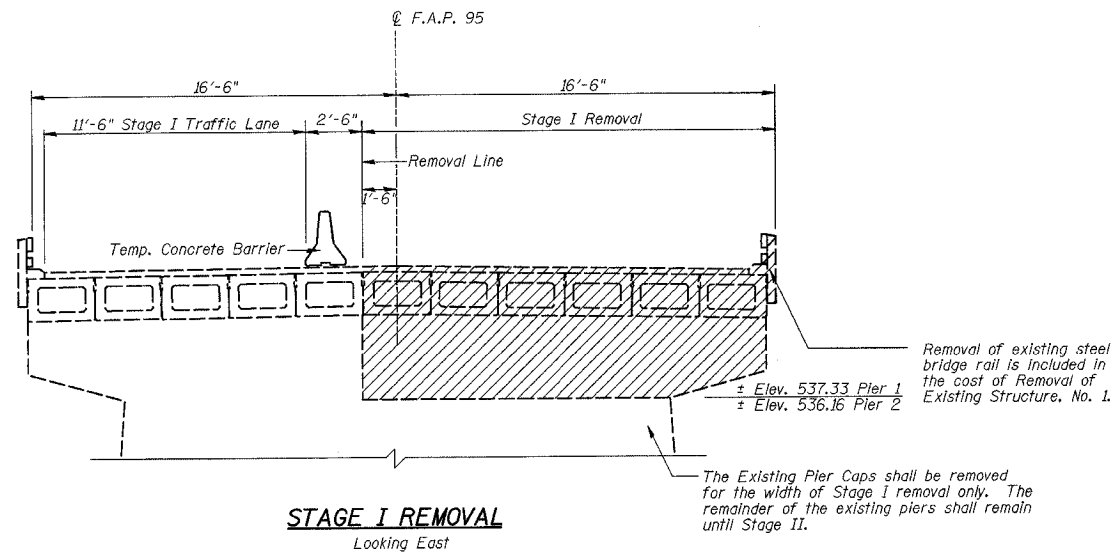 ℄ F.A.P. 95
16'-6" 16'-6"
11'-6" Stage I Traffic Lane 2'-6" Stage I Removal
Removal Line
1'-6"
Temp. Concrete Barrier
Removal of existing steel
bridge rail is included in
the cost of Removal of
Existing Structure, No. 1.
± Elev. 537.33 Pier 1
± Elev. 536.16 Pier 2
The Existing Pier Caps shall be removed
for the width of Stage I removal only. The
remainder of the existing piers shall remain
until Stage II.
STAGE I REMOVAL
Looking East